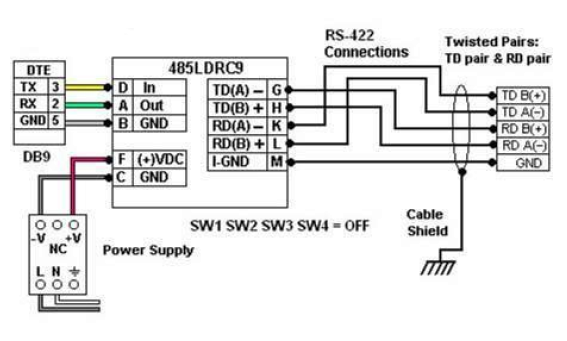 RS-422
Connections
Twisted Pairs:
TD pair & RD pair
DTE
TX 3
RX 2
GND 5
DB9
485LDRC9
D In
A Out
B GND
F (+)VDC
C GND
TD(A) − G
TD(B) + H
RD(A) − K
RD(B) + L
I-GND M
TD B(+)
TD A(-)
RD B(+)
RD A(-)
GND
SW1 SW2 SW3 SW4 = OFF
Cable
Shield
-V +V
NC
L N
Power Supply